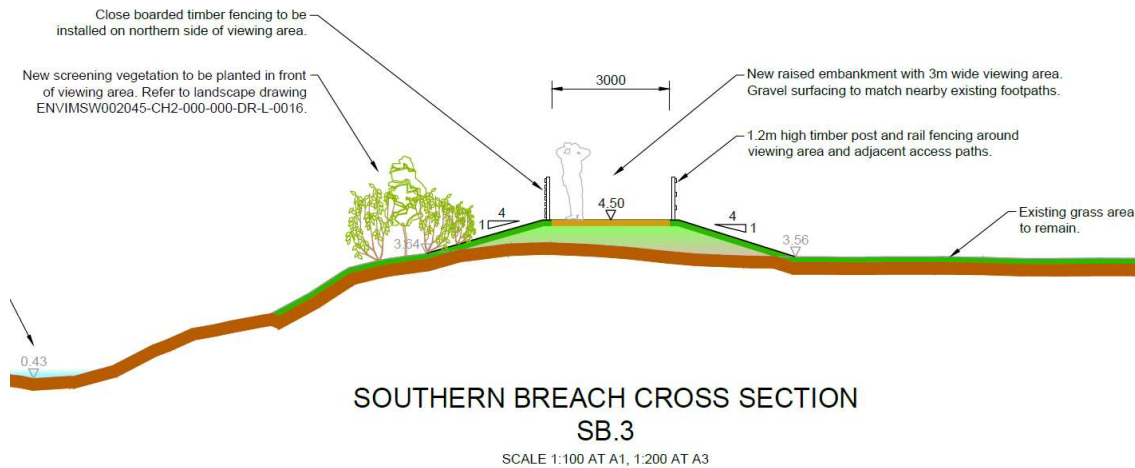 Close boarded timber fencing to be
installed on northern side of viewing area.
New screening vegetation to be planted in front
of viewing area. Refer to landscape drawing
ENVIMSW002045-CH2-000-000-DR-L-0016.
3000
New raised embankment with 3m wide viewing area.
Gravel surfacing to match nearby existing footpaths.
1.2m high timber post and rail fencing around
viewing area and adjacent access paths.
4
1
4.50
4
1
Existing grass area
to remain.
3.64
3.56
0.43
SOUTHERN BREACH CROSS SECTION
SB.3
SCALE 1:100 AT A1, 1:200 AT A3